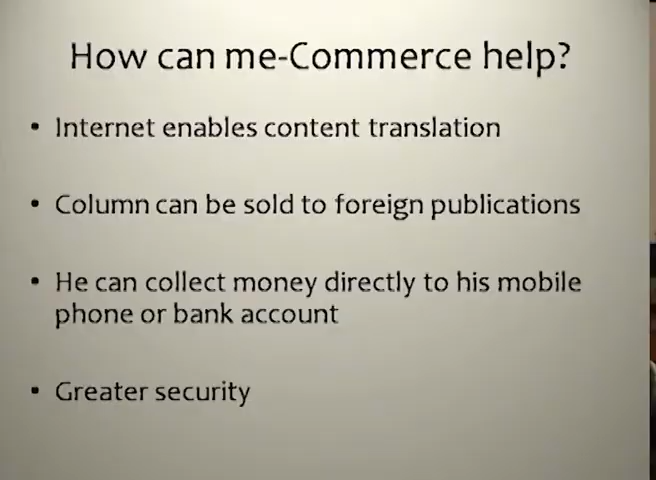 How can me-Commerce help?
• Internet enables content translation
• Column can be sold to foreign publications
• He can collect money directly to his mobile
phone or bank account
• Greater security